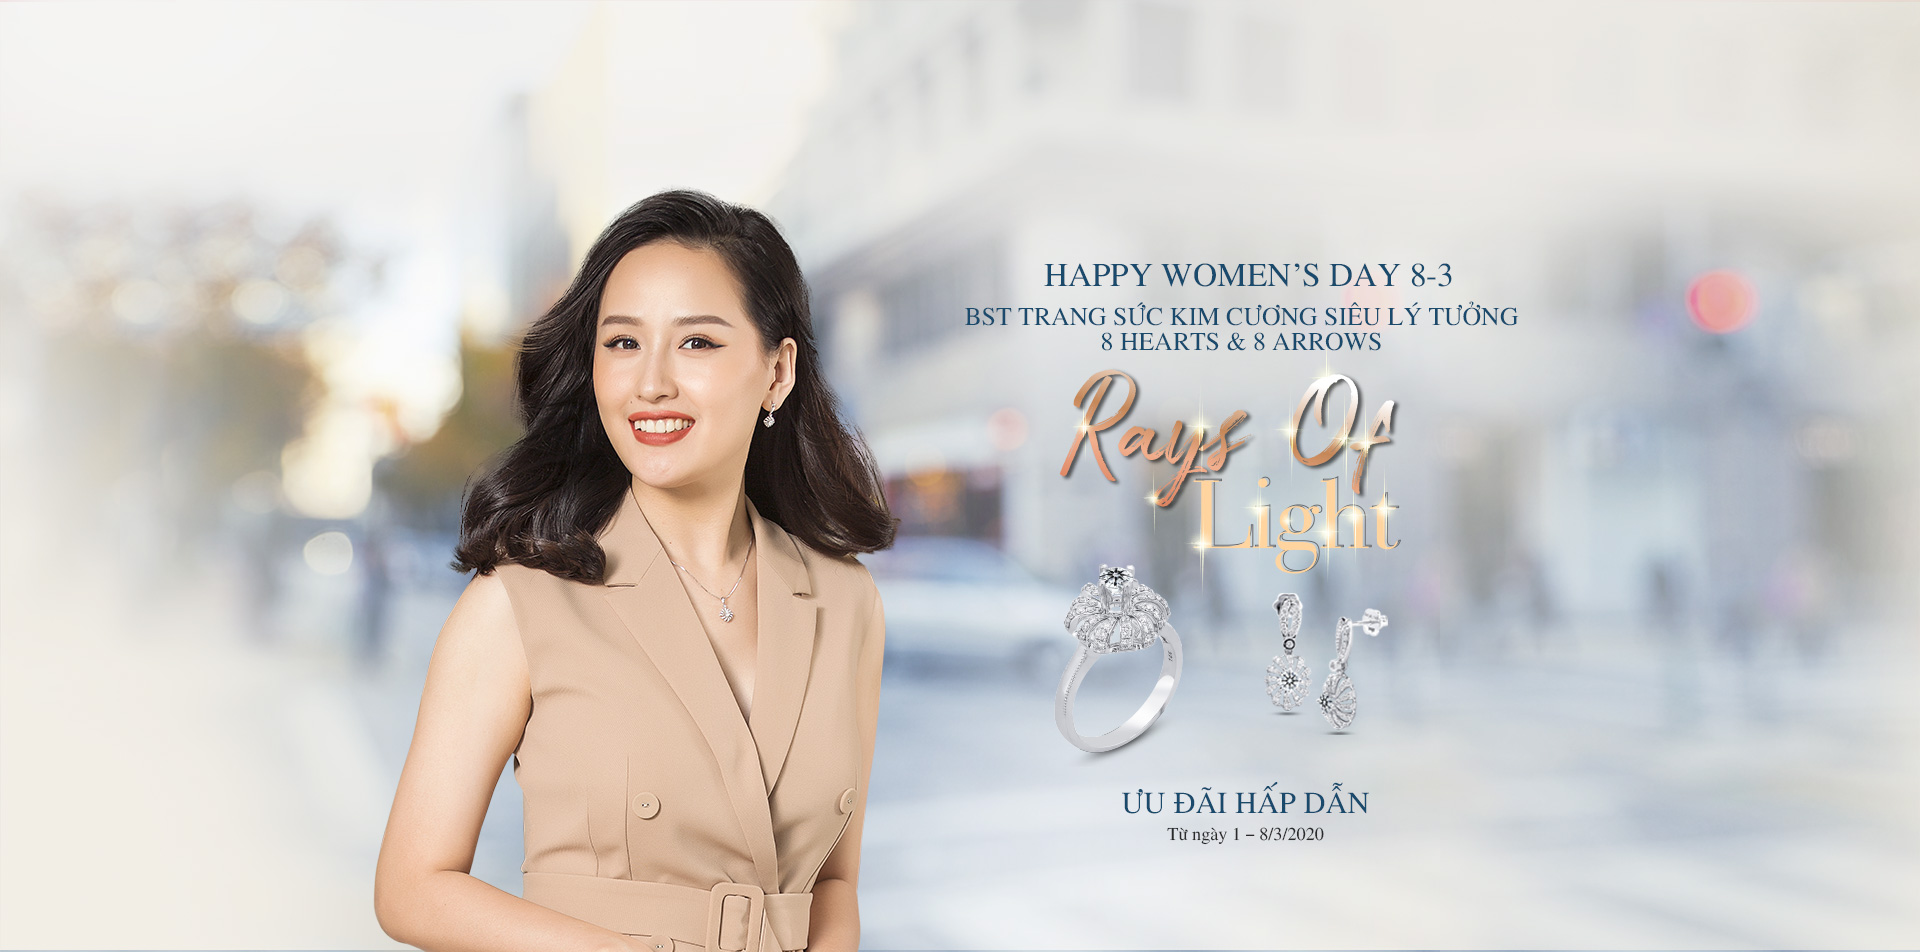 HAPPY WOMEN’S DAY 8-3
BST TRANG SỨC KIM CƯƠNG SIÊU LÝ TƯỞNG
8 HEARTS & 8 ARROWS
Rays Of
Light
ƯU ĐÃI HẤP DẪN
Từ ngày 1 – 8/3/2020